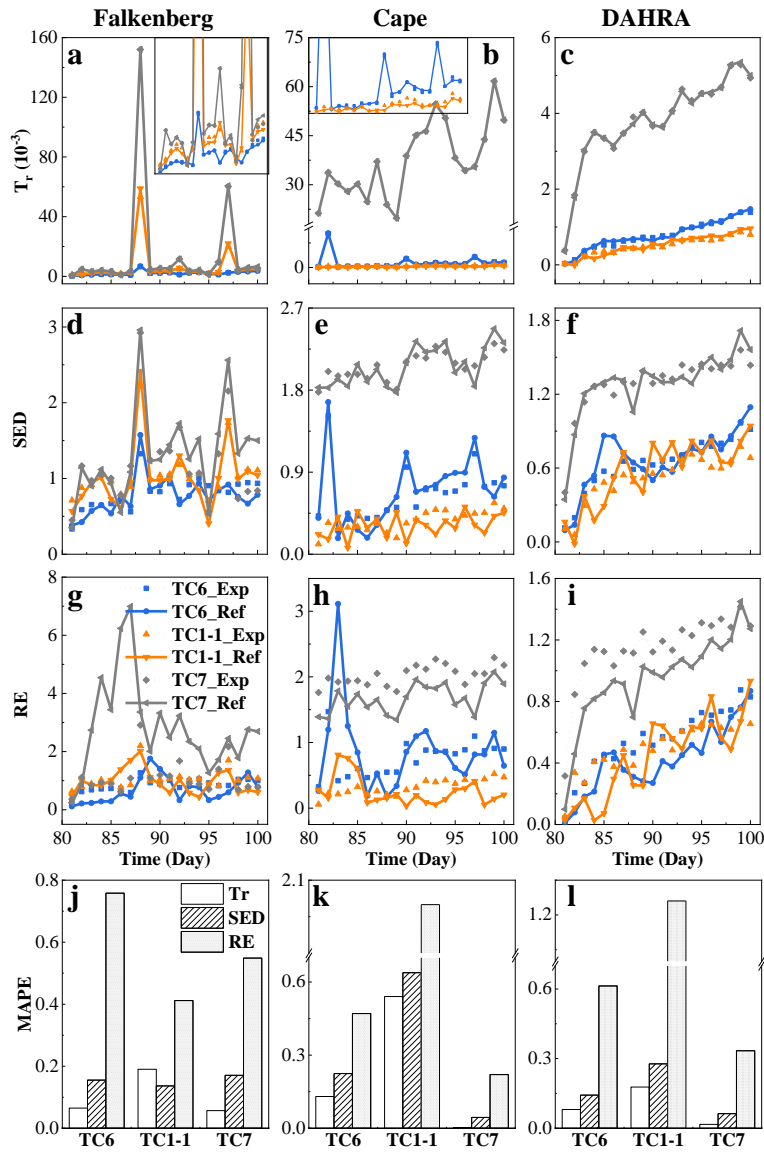 Falkenberg Cape DAHRA
a b c
160 120 80 40 0
75 60 45 30 0
6 4 2 0
T_r (10^-3)
d e f
3 2 1 0
2.7 1.8 0.9 0.0
1.8 1.2 0.6 0.0
SED
g h i
8 7 6 4 2 0
3 2 1 0
1.6 1.2 0.8 0.4 0.0
RE
TC6_Exp
TC6_Ref
TC1-1_Exp
TC1-1_Ref
TC7_Exp
TC7_Ref
80 85 90 95 100 80 85 90 95 100 80 85 90 95 100
Time (Day) Time (Day) Time (Day)
j k l
Tr
SED
RE
0.8 0.6 0.4 0.2 0.0
2.1 0.6 0.3 0.0
1.2 0.6 0.3 0.0
MAPE
TC6 TC1-1 TC7 TC6 TC1-1 TC7 TC6 TC1-1 TC7